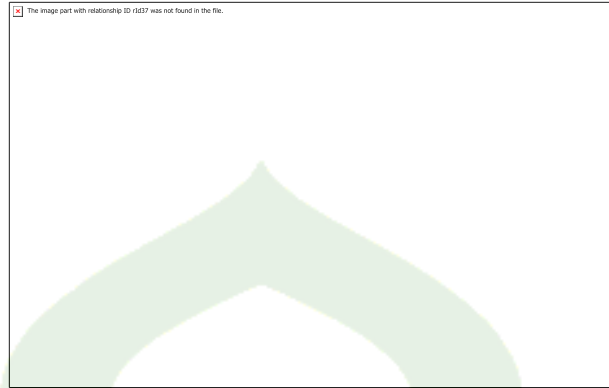 The image part with relationship ID rId37 was not found in the file.